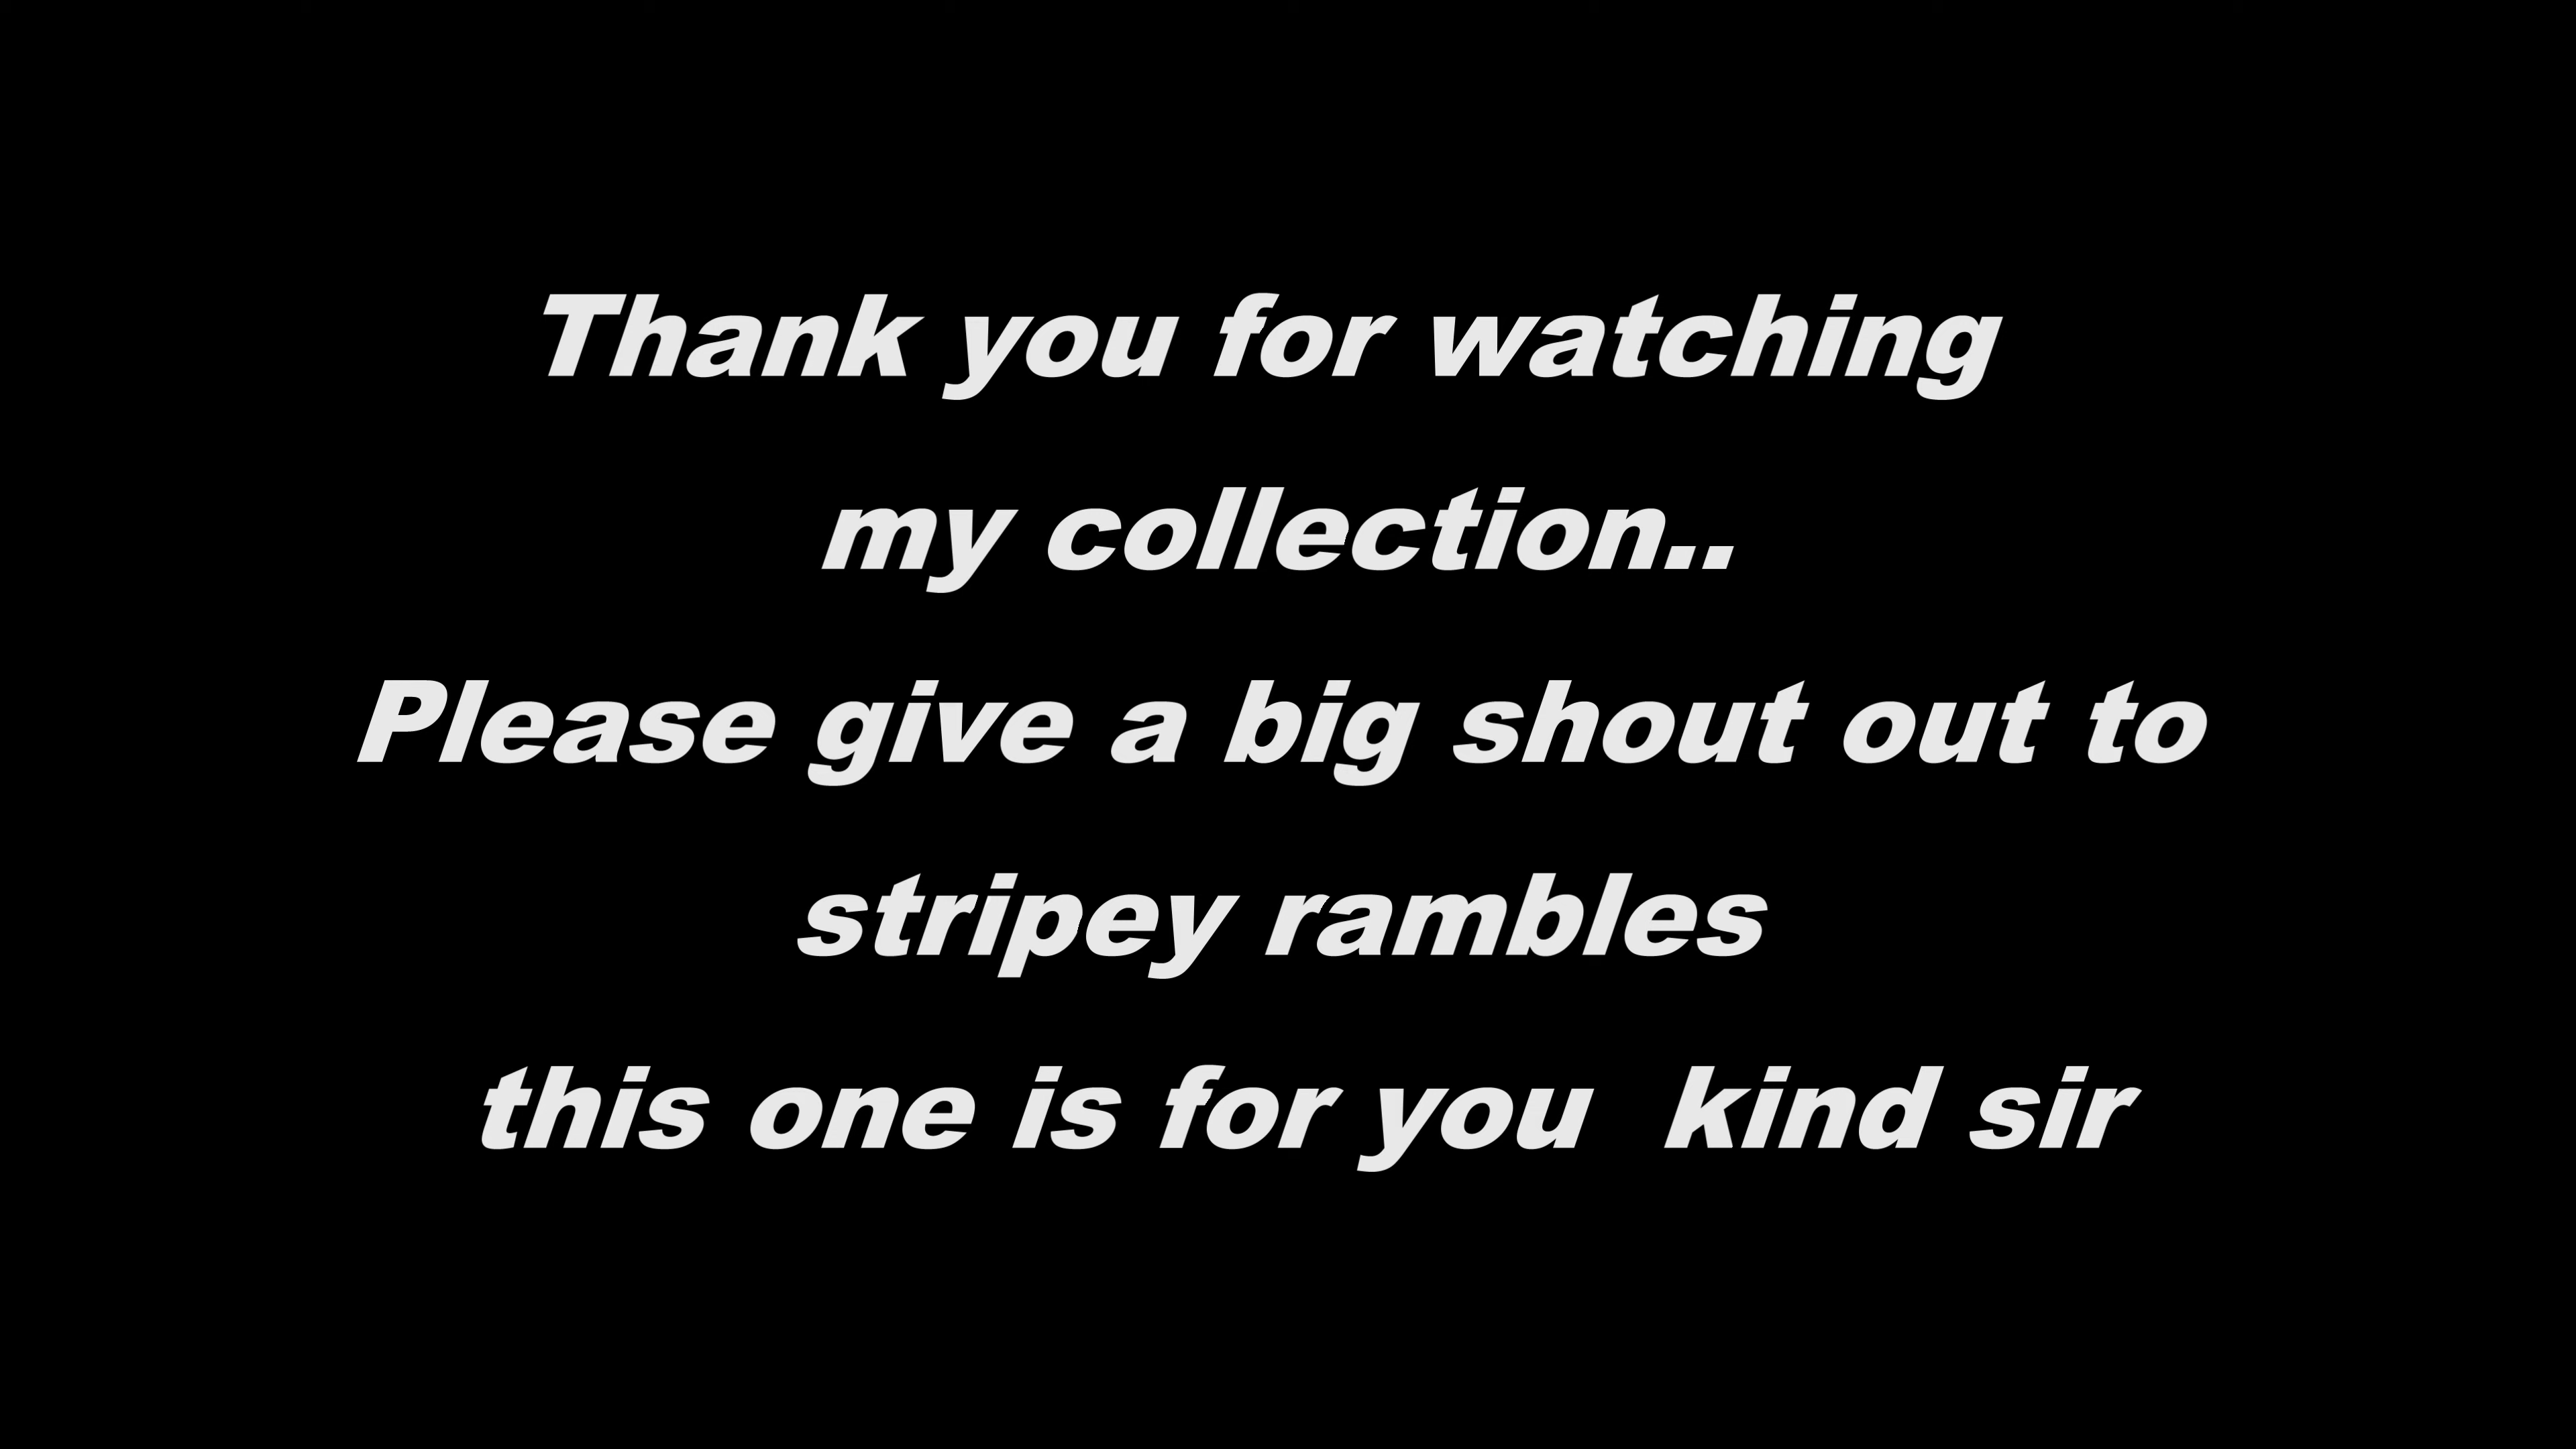 Thank you for watching
my collection..
Please give a big shout out to
stripey rambles
this one is for you  kind sir